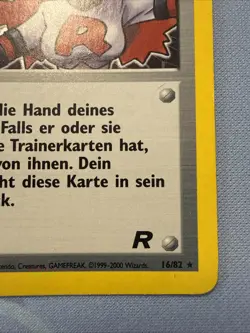 R
die Hand deines
Falls er oder sie
e Trainerkarten hat,
von ihnen. Dein
ht diese Karte in sein
k.
R
Creatures, GAMEFREAK. ©1999-2000 Wizards. 16/82 ★